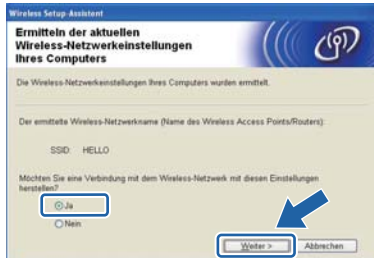 Wireless Setup-Assistent
Ermitteln der aktuellen
Wireless-Netzwerkeinstellungen
Ihres Computers
Die Wireless-Netzwerkeinstellungen Ihres Computers wurden ermittelt.
Der ermittelte Wireless-Netzwerkname (Name des Wireless Access Points/Routers):
SSID: HELLO
Möchten Sie eine Verbindung mit dem Wireless-Netzwerk mit diesen Einstellungen
herstellen?
Ja
Nein
Weiter >
Abbrechen